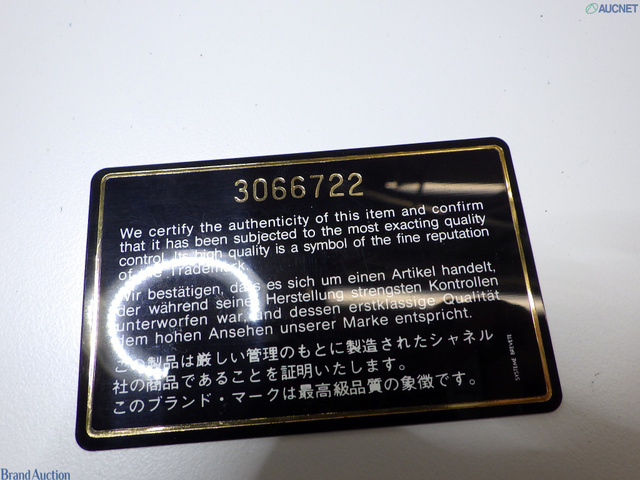 AUCNET
3066722
We certify the authenticity of this item and confirm
that it has been subjected to the most exacting quality
control. Its high quality is a symbol of the fine reputation
of the Trademark.
Wir bestätigen, dass es sich um einen Artikel handelt,
der während seiner Herstellung strengsten Kontrollen
unterworfen war und dessen erstklassige Qualität
dem hohen Ansehen unserer Marke entspricht.
この製品は厳しい管理のもとに製造されたシャネル
社の商品であることを証明いたします。
このブランド・マークは最高級品質の象徴です。
SYSTEME BREVETE
Brand Auction